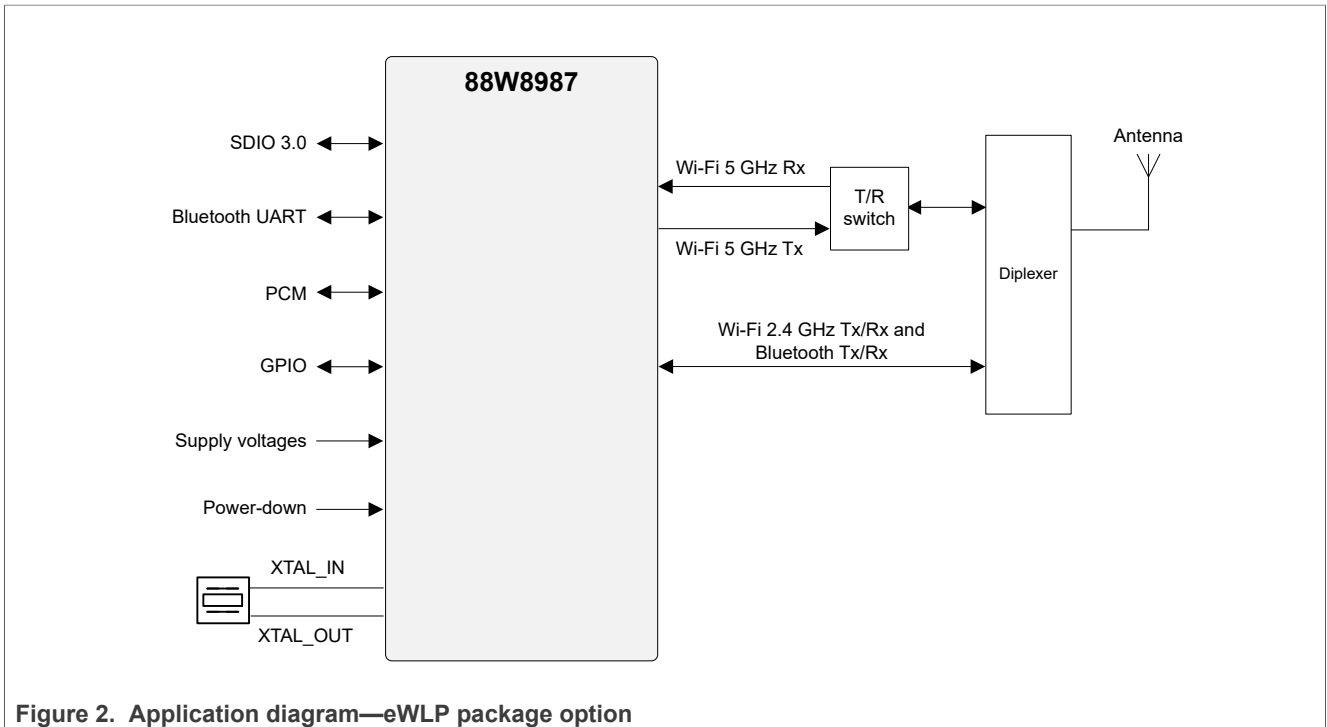 88W8987
SDIO 3.0
Bluetooth UART
PCM
GPIO
Supply voltages
Power-down
XTAL_IN
XTAL_OUT
Wi-Fi 5 GHz Rx
Wi-Fi 5 GHz Tx
T/R
switch
Wi-Fi 2.4 GHz Tx/Rx and
Bluetooth Tx/Rx
Diplexer
Antenna
Figure 2. Application diagram—eWLP package option